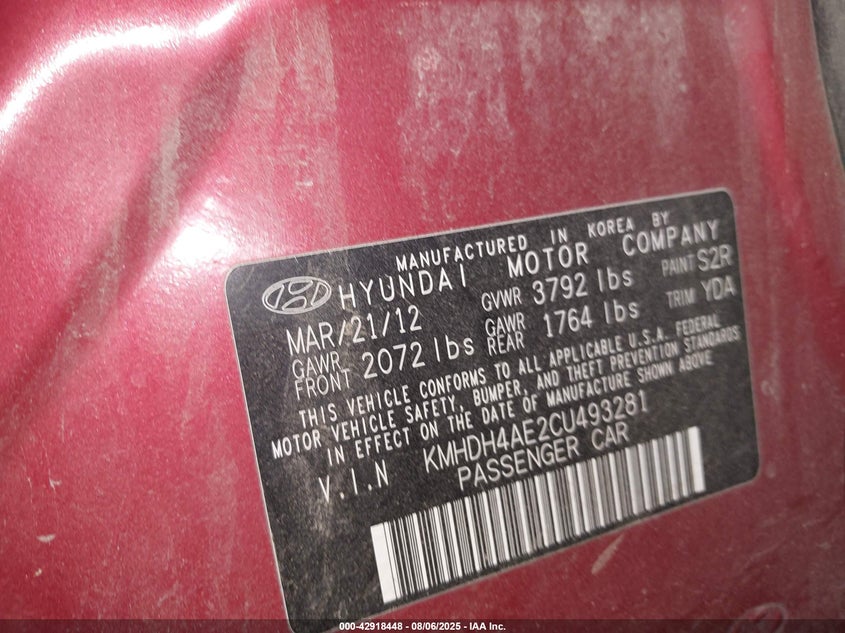 MANUFACTURED IN KOREA BY
HYUNDAI MOTOR COMPANY
MAR/21/12 GVWR 3792 lbs PAINT S2R
GAWR FRONT 2072 lbs GAWR REAR 1764 lbs TRIM YDA
THIS VEHICLE CONFORMS TO ALL APPLICABLE U.S.A. FEDERAL
MOTOR VEHICLE SAFETY, BUMPER, AND THEFT PREVENTION STANDARDS
IN EFFECT ON THE DATE OF MANUFACTURE SHOWN ABOVE
V.I.N KMHDH4AE2CU493281
PASSENGER CAR
000-42918448 - 08/06/2025 - IAA Inc.